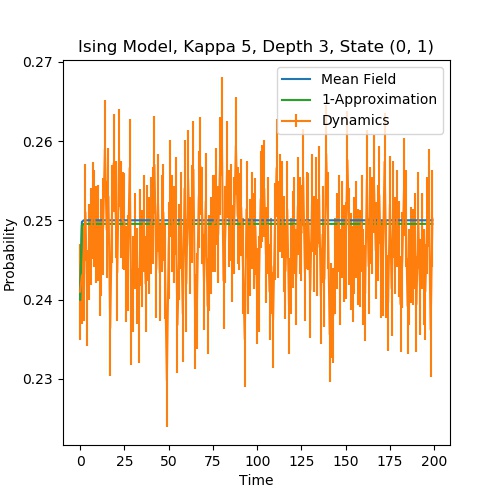 Ising Model, Kappa 5, Depth 3, State (0, 1)
0.27
Mean Field
1-Approximation
Dynamics
0.26
0.25
0.24
0.23
Probability
0 25 50 75 100 125 150 175 200
Time